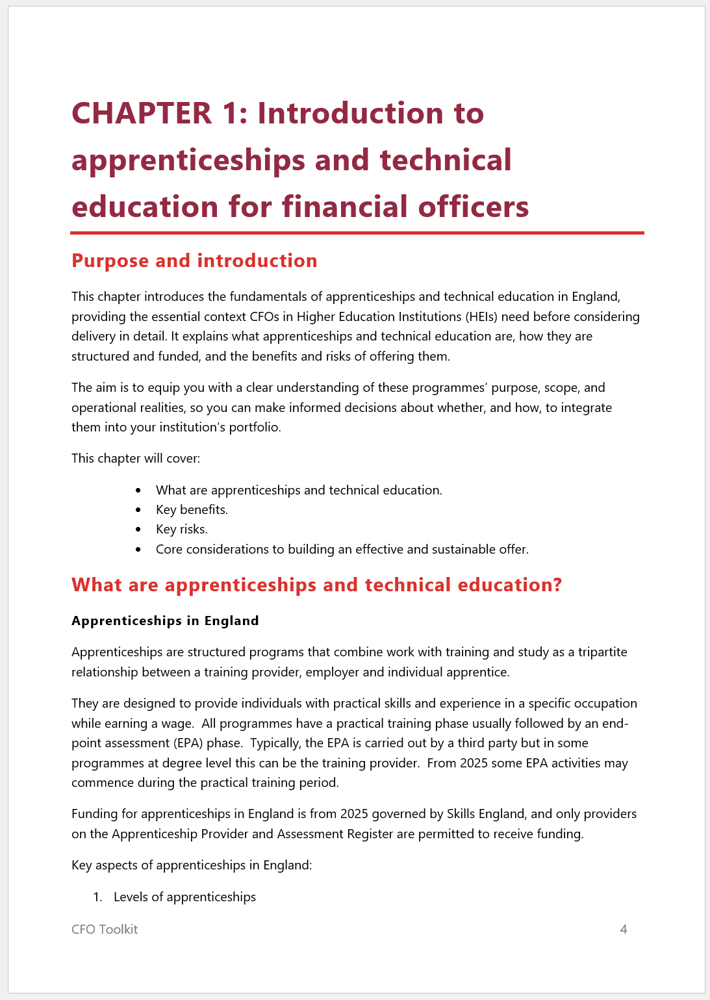 CHAPTER 1: Introduction to
apprenticeships and technical
education for financial officers
Purpose and introduction
This chapter introduces the fundamentals of apprenticeships and technical education in England,
providing the essential context CFOs in Higher Education Institutions (HEIs) need before considering
delivery in detail. It explains what apprenticeships and technical education are, how they are
structured and funded, and the benefits and risks of offering them.
The aim is to equip you with a clear understanding of these programmes’ purpose, scope, and
operational realities, so you can make informed decisions about whether, and how, to integrate
them into your institution’s portfolio.
This chapter will cover:
• What are apprenticeships and technical education.
• Key benefits.
• Key risks.
• Core considerations to building an effective and sustainable offer.
What are apprenticeships and technical education?
Apprenticeships in England
Apprenticeships are structured programs that combine work with training and study as a tripartite
relationship between a training provider, employer and individual apprentice.
They are designed to provide individuals with practical skills and experience in a specific occupation
while earning a wage.  All programmes have a practical training phase usually followed by an end-
point assessment (EPA) phase.  Typically, the EPA is carried out by a third party but in some
programmes at degree level this can be the training provider.  From 2025 some EPA activities may
commence during the practical training period.
Funding for apprenticeships in England is from 2025 governed by Skills England, and only providers
on the Apprenticeship Provider and Assessment Register are permitted to receive funding.
Key aspects of apprenticeships in England:
1. Levels of apprenticeships
CFO Toolkit 4